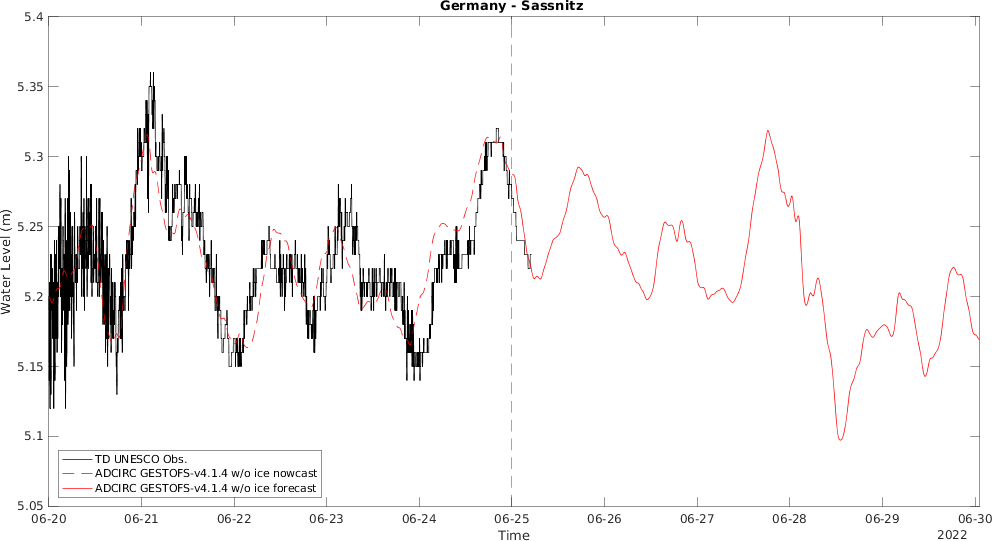 Germany - Sassnitz
5.4
5.35
5.3
5.25
5.2
5.15
5.1
5.05
Water Level (m)
TD UNESCO Obs.
ADCIRC GESTOFS-v4.1.4 w/o ice nowcast
ADCIRC GESTOFS-v4.1.4 w/o ice forecast
06-20 06-21 06-22 06-23 06-24 06-25 06-26 06-27 06-28 06-29 06-30
Time
2022